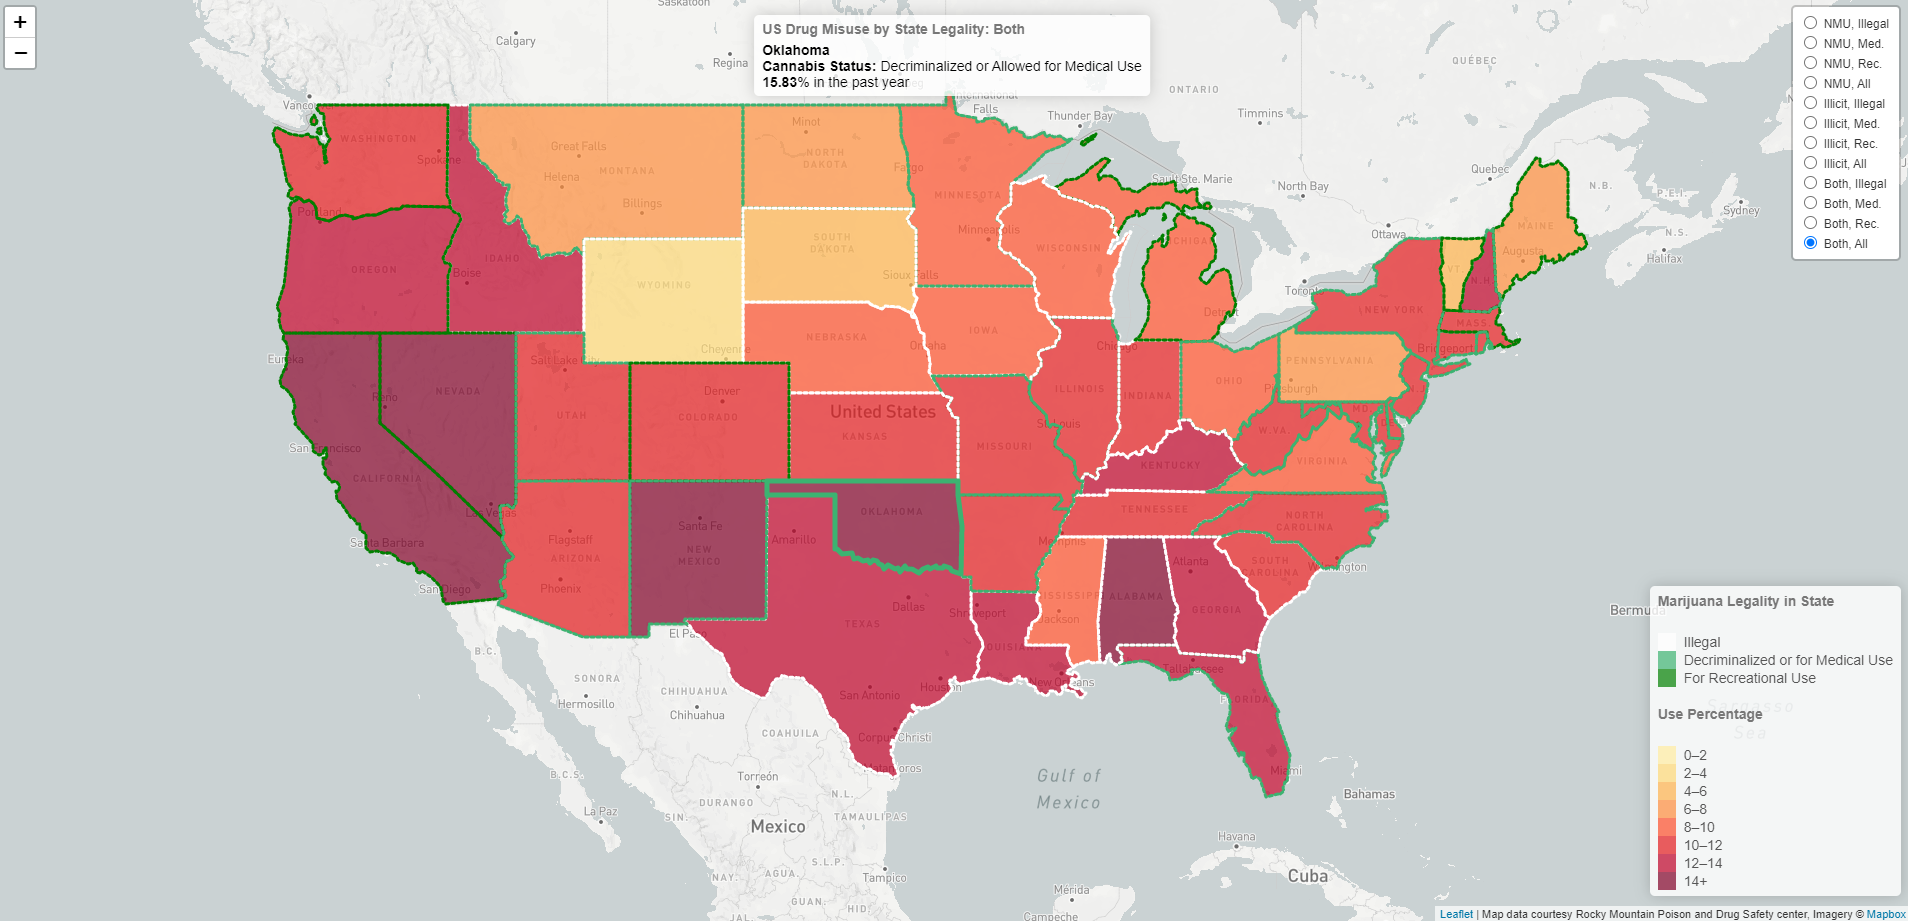 +
−
US Drug Misuse by State Legality: Both
Oklahoma
Cannabis Status: Decriminalized or Allowed for Medical Use
15.83% in the past year
NMU, Illegal
NMU, Med.
NMU, Rec.
NMU, All
Illicit, Illegal
Illicit, Med.
Illicit, Rec.
Illicit, All
Both, Illegal
Both, Med.
Both, Rec.
Both, All
Saskatoon
Calgary
Regina
QUÉBEC
ONTARIO
International
Falls
Thunder Bay
Timmins
Sault Ste. Marie
North Bay
Quebec
N.B.
P.E.I.
Sydney
N.S.
Halifax
Ottawa
WASHINGTON
Spokane
Portland
OREGON
IDAHO
Boise
Great Falls
MONTANA
Helena
Billings
Minot
NORTH
DAKOTA
Fargo
MINNESOTA
Minneapolis
SOUTH
DAKOTA
Sioux Falls
WISCONSIN
WYOMING
Cheyenne
NEBRASKA
Omaha
IOWA
Chicago
Detroit
NEW YORK
VT.
N.H.
MAINE
Augusta
MASS.
Bridgeport
PENNSYLVANIA
Pittsburgh
OHIO
INDIANA
ILLINOIS
Eureka
Reno
NEVADA
Salt Lake City
UTAH
Denver
COLORADO
United States
KANSAS
MISSOURI
St. Louis
W.VA.
MD.
VIRGINIA
KENTUCKY
San Francisco
CALIFORNIA
Las Vegas
Santa Barbara
San Diego
Flagstaff
ARIZONA
Phoenix
Santa Fe
NEW
MEXICO
Amarillo
OKLAHOMA
TENNESSEE
Memphis
NORTH
CAROLINA
SOUTH
CAROLINA
Wilmington
Atlanta
GEORGIA
ALABAMA
MISSISSIPPI
Jackson
Dallas
Shreveport
TEXAS
LOUISIANA
El Paso
San Antonio
Houston
New Orleans
Tallahassee
FLORIDA
Miami
Corpus Christi
Matamoros
B.C.
SONORA
Hermosillo
CHIHUAHUA
Chihuahua
COAHUILA
B.C.S.
Torreón
DURANGO
N.L.
La Paz
SIN.
TAMAULIPAS
Mexico
S.L.P.
NAY.
AGUA.
GUAN.
HID.
JAL.
Tampico
Gulf of
Mexico
Bahamas
Havana
Cuba
Mérida
Campeche
Bermuda
Sargasso
Sea
Marijuana Legality in State
Illegal
Decriminalized or for Medical Use
For Recreational Use
Use Percentage
0–2
2–4
4–6
6–8
8–10
10–12
12–14
14+
Leaflet | Map data courtesy Rocky Mountain Poison and Drug Safety center, Imagery © Mapbox